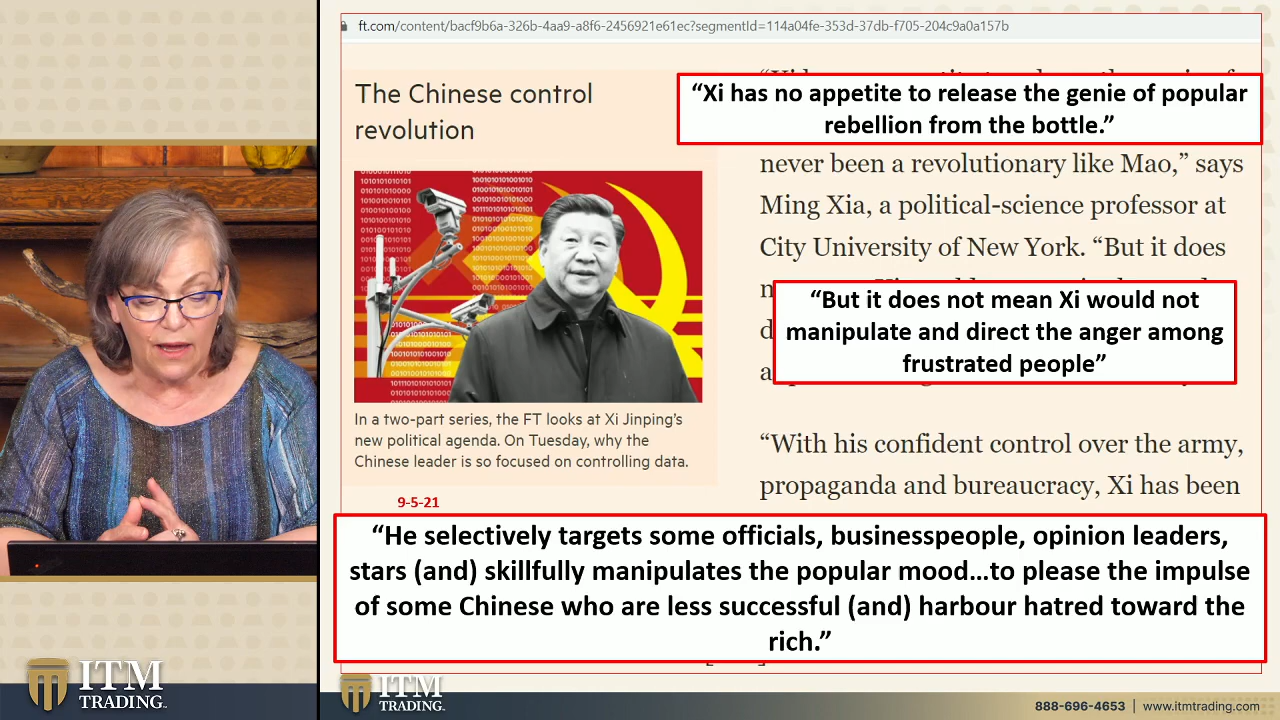 ft.com/content/bacf9b6a-326b-4aa9-a8f6-2456921e61ec?segmentId=114a04fe-353d-37db-f705-204c9a0a157b
The Chinese control
revolution
In a two-part series, the FT looks at Xi Jinping’s
new political agenda. On Tuesday, why the
Chinese leader is so focused on controlling data.
9-5-21
“Xi has no appetite to release the genie of popular
rebellion from the bottle.”
never been a revolutionary like Mao,” says
Ming Xia, a political-science professor at
City University of New York. “But it does
“But it does not mean Xi would not
manipulate and direct the anger among
frustrated people”
“With his confident control over the army,
propaganda and bureaucracy, Xi has been
“He selectively targets some officials, businesspeople, opinion leaders,
stars (and) skillfully manipulates the popular mood…to please the impulse
of some Chinese who are less successful (and) harbour hatred toward the
rich.”
ITM
TRADING
ITM
TRADING
888-696-4653 | www.itmtrading.com